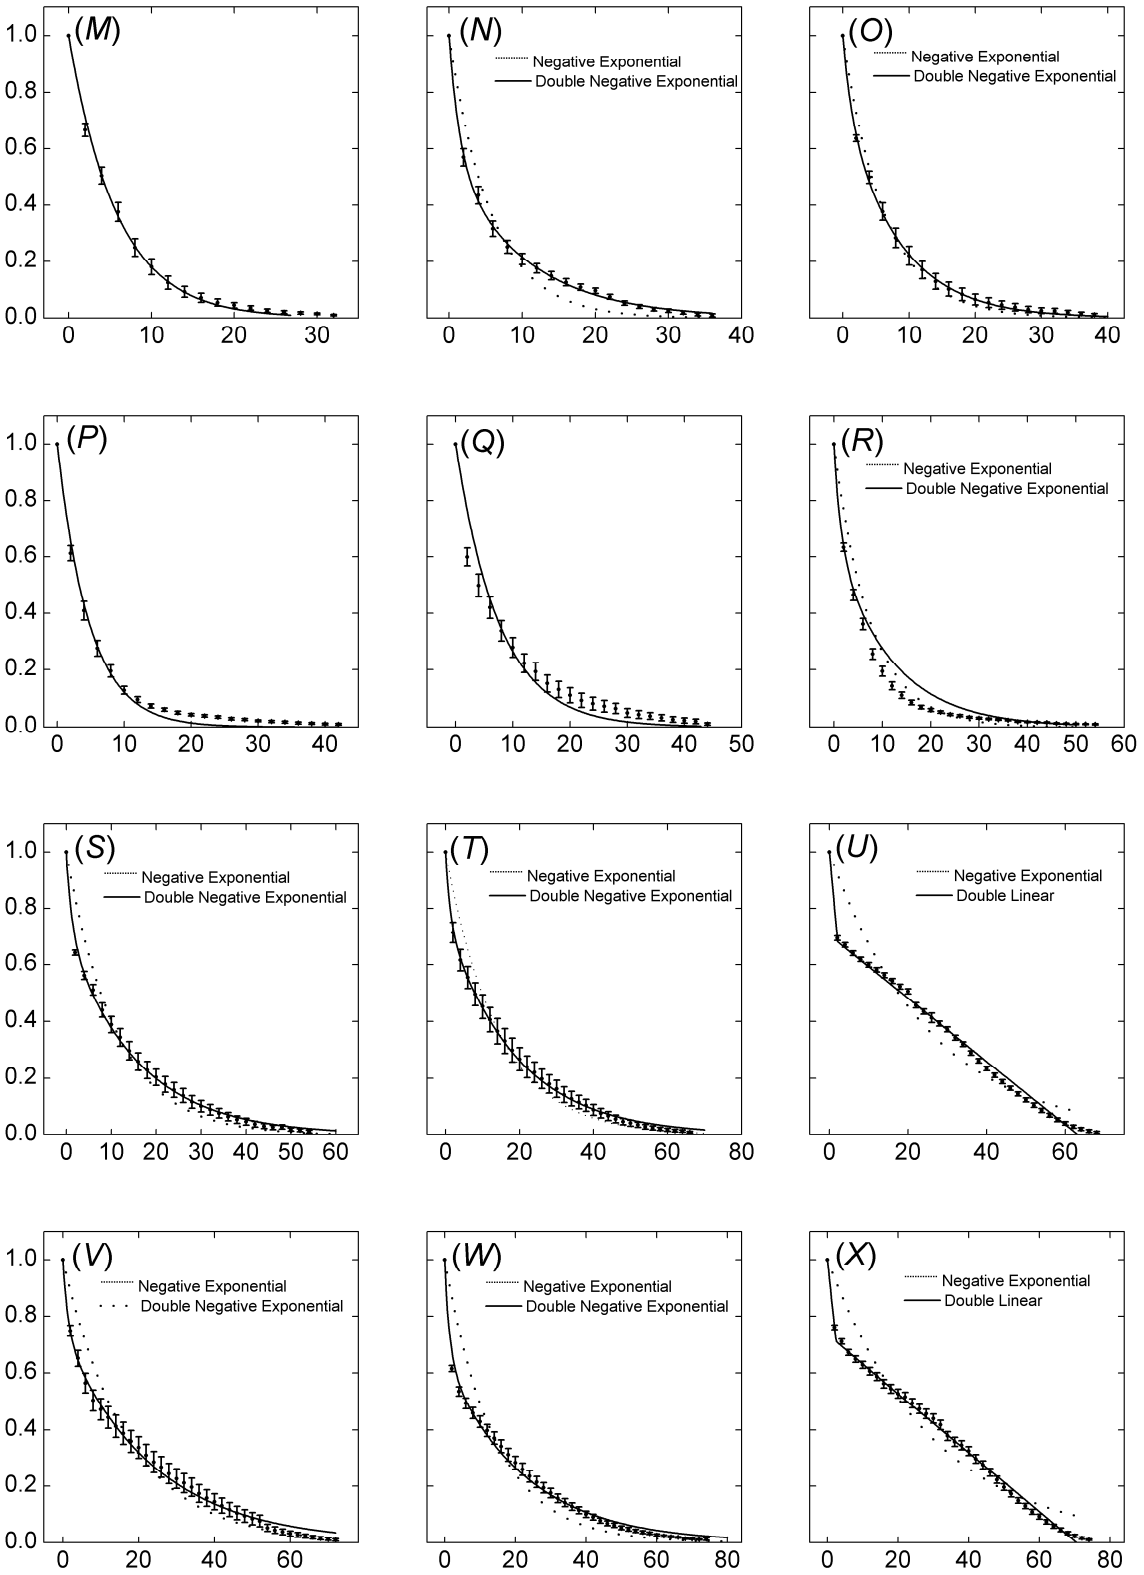 (M) (N) (O)
1.0
Negative Exponential
Double Negative Exponential
Negative Exponential
Double Negative Exponential
0.8
0.6
0.4
0.2
0.0
0 10 20 30 0 10 20 30 40 0 10 20 30 40
(P) (Q) (R)
1.0
Negative Exponential
Double Negative Exponential
0.8
0.6
0.4
0.2
0.0
0 10 20 30 40 0 10 20 30 40 50 0 10 20 30 40 50 60
(S) (T) (U)
1.0
Negative Exponential
Double Negative Exponential
Negative Exponential
Double Negative Exponential
Negative Exponential
Double Linear
0.8
0.6
0.4
0.2
0.0
0 10 20 30 40 50 60 0 20 40 60 80 0 20 40 60
(V) (W) (X)
1.0
Negative Exponential
Double Negative Exponential
Negative Exponential
Double Negative Exponential
Negative Exponential
Double Linear
0.8
0.6
0.4
0.2
0.0
0 20 40 60 0 20 40 60 80 0 20 40 60 80